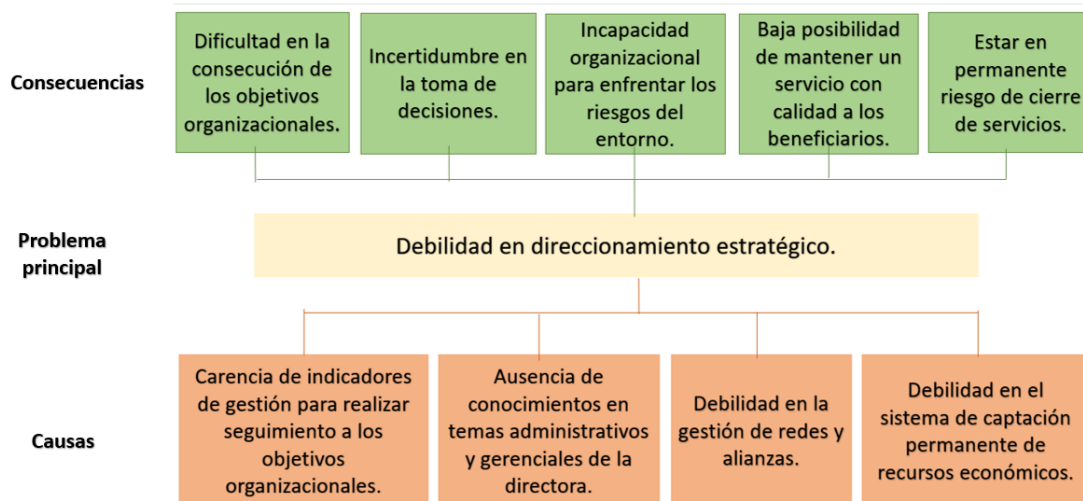 Consecuencias
Dificultad en la
consecución de
los objetivos
organizacionales.
Incertidumbre en
la toma de
decisiones.
Incapacidad
organizacional
para enfrentar los
riesgos del
entorno.
Baja posibilidad
de mantener un
servicio con
calidad a los
beneficiarios.
Estar en
permanente
riesgo de cierre
de servicios.
Problema
principal
Debilidad en direccionamiento estratégico.
Causas
Carencia de indicadores
de gestión para realizar
seguimiento a los
objetivos
organizacionales.
Ausencia de
conocimientos en
temas administrativos
y gerenciales de la
directora.
Debilidad en la
gestión de redes y
alianzas.
Debilidad en el
sistema de captación
permanente de
recursos económicos.